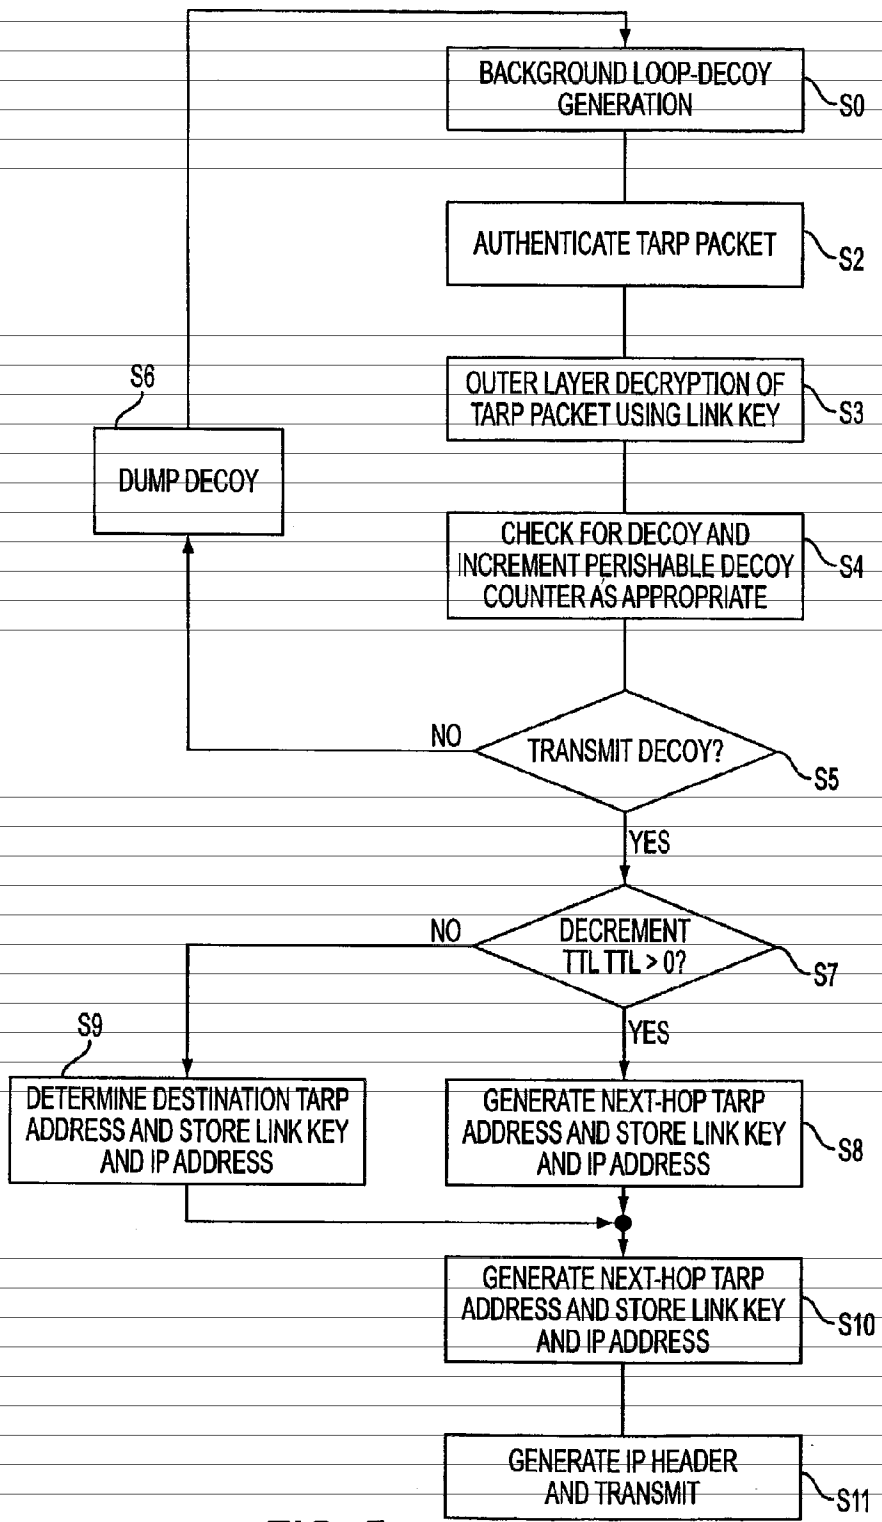 BACKGROUND LOOP-DECOY
GENERATION
S0
AUTHENTICATE TARP PACKET
S2
OUTER LAYER DECRYPTION OF
TARP PACKET USING LINK KEY
S3
S6
DUMP DECOY
CHECK FOR DECOY AND
INCREMENT PERISHABLE DECOY
COUNTER AS APPROPRIATE
S4
NO
TRANSMIT DECOY?
S5
YES
NO
DECREMENT
TTL TTL > 0?
S7
YES
S9
DETERMINE DESTINATION TARP
ADDRESS AND STORE LINK KEY
AND IP ADDRESS
GENERATE NEXT-HOP TARP
ADDRESS AND STORE LINK KEY
AND IP ADDRESS
S8
GENERATE NEXT-HOP TARP
ADDRESS AND STORE LINK KEY
AND IP ADDRESS
S10
GENERATE IP HEADER
AND TRANSMIT
S11